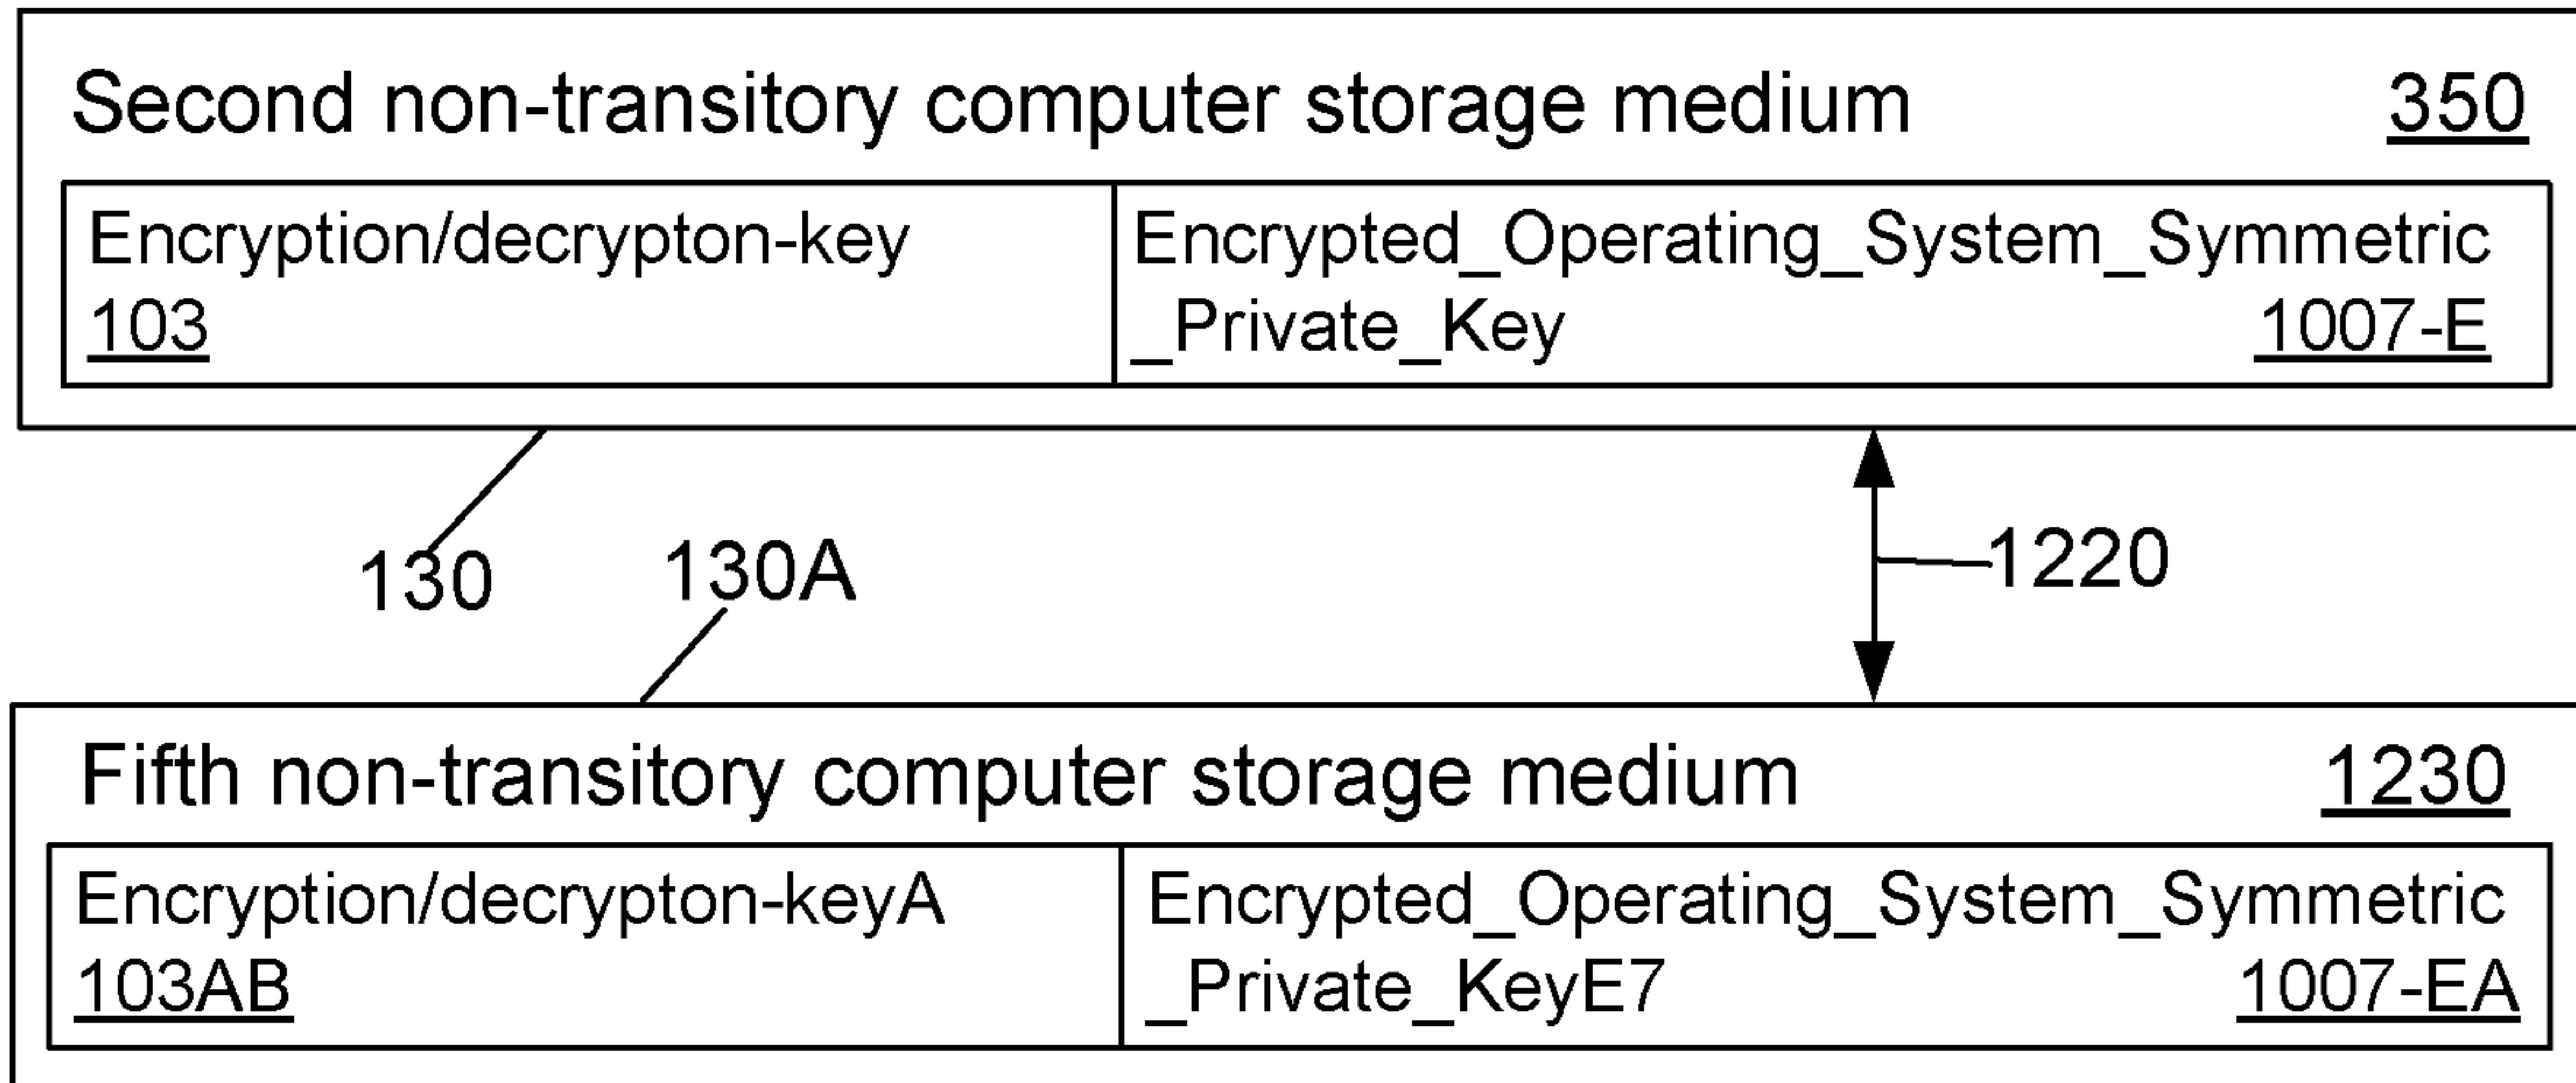 Second non-transitory computer storage medium 350
Encryption/decrypton-key
103
Encrypted_Operating_System_Symmetric
_Private_Key 1007-E
130
130A
1220
Fifth non-transitory computer storage medium 1230
Encryption/decrypton-keyA
103AB
Encrypted_Operating_System_Symmetric
_Private_KeyE7 1007-EA